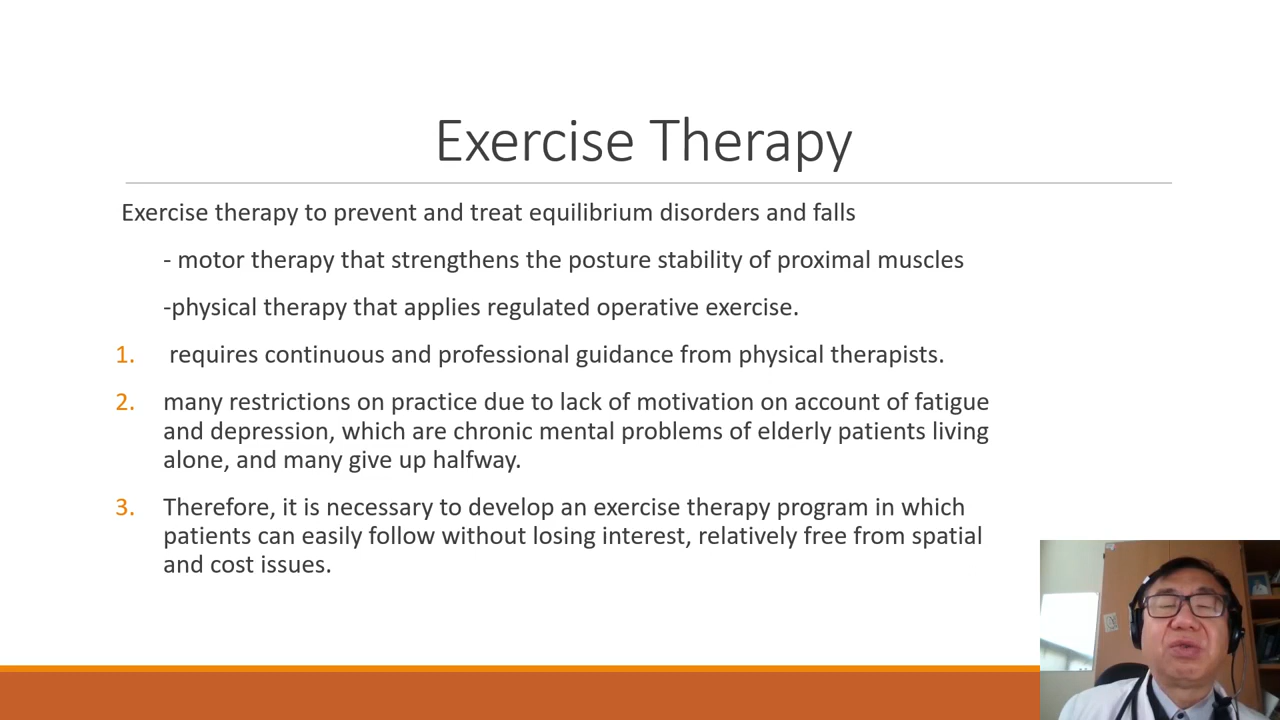 Exercise Therapy
Exercise therapy to prevent and treat equilibrium disorders and falls
- motor therapy that strengthens the posture stability of proximal muscles
-physical therapy that applies regulated operative exercise.
1. requires continuous and professional guidance from physical therapists.
2. many restrictions on practice due to lack of motivation on account of fatigue
and depression, which are chronic mental problems of elderly patients living
alone, and many give up halfway.
3. Therefore, it is necessary to develop an exercise therapy program in which
patients can easily follow without losing interest, relatively free from spatial
and cost issues.